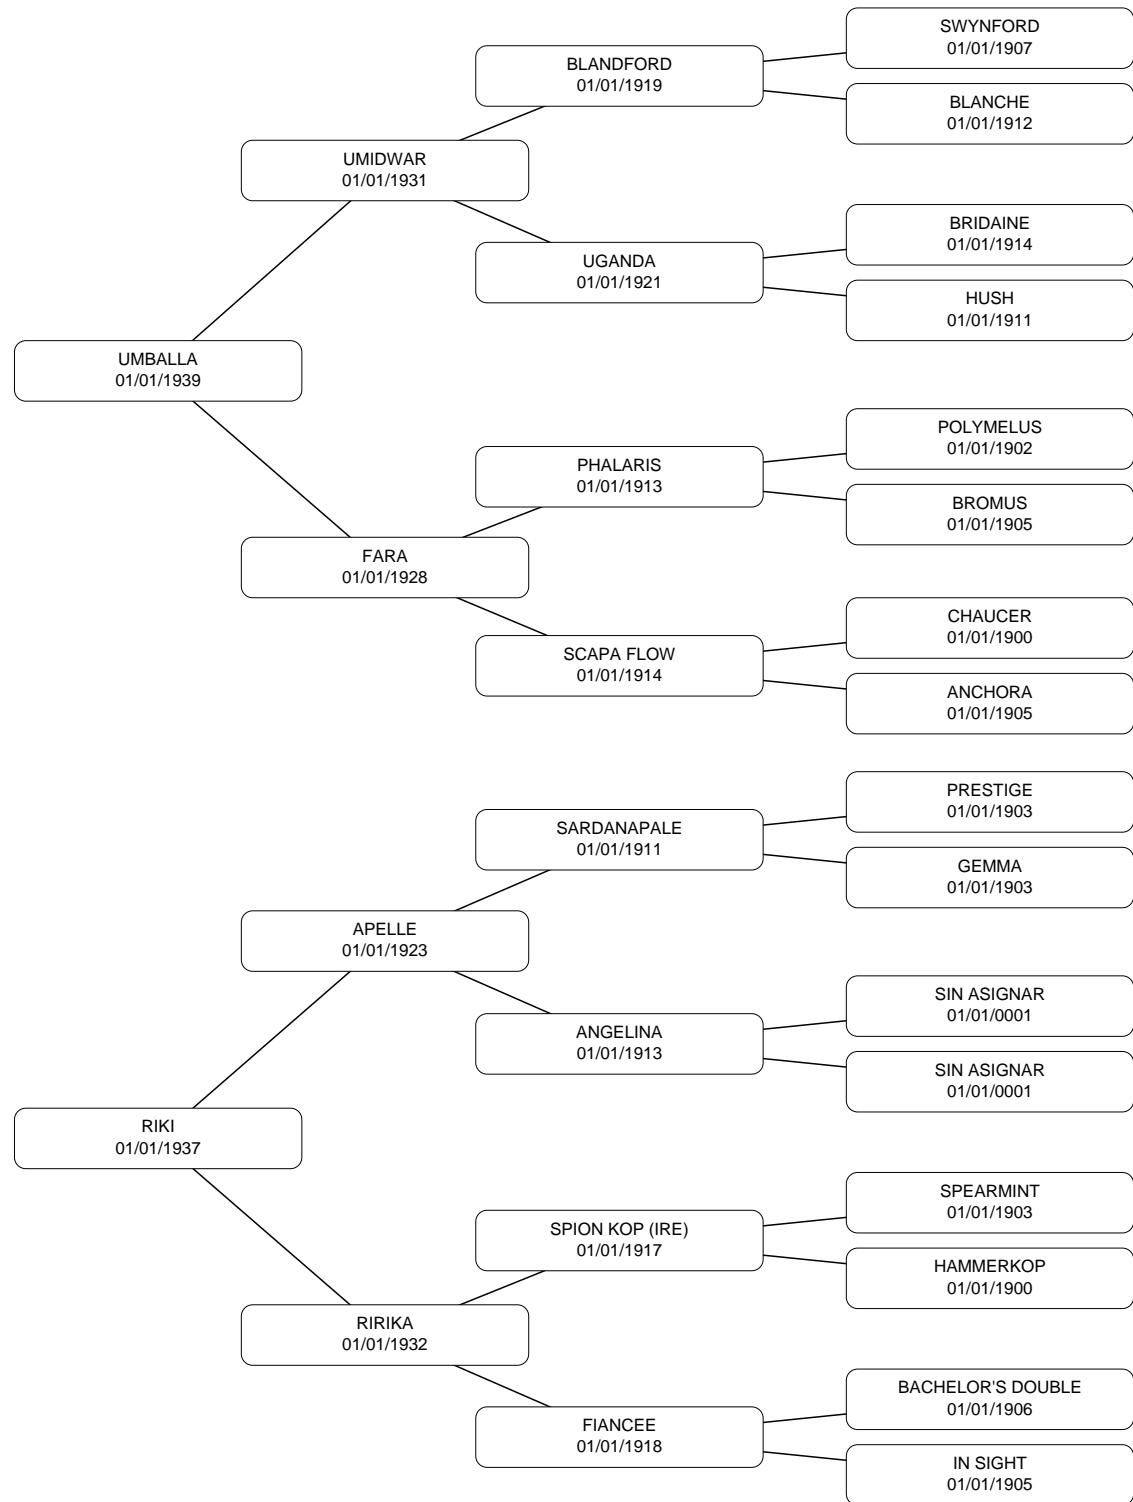 SWYNFORD
01/01/1907
BLANDFORD
01/01/1919
BLANCHE
01/01/1912
UMIDWAR
01/01/1931
BRIDAINE
01/01/1914
UGANDA
01/01/1921
HUSH
01/01/1911
UMBALLA
01/01/1939
POLYMELUS
01/01/1902
PHALARIS
01/01/1913
BROMUS
01/01/1905
FARA
01/01/1928
CHAUCER
01/01/1900
SCAPA FLOW
01/01/1914
ANCHORA
01/01/1905
PRESTIGE
01/01/1903
SARDANAPALE
01/01/1911
GEMMA
01/01/1903
APELLE
01/01/1923
SIN ASIGNAR
01/01/0001
ANGELINA
01/01/1913
SIN ASIGNAR
01/01/0001
RIKI
01/01/1937
SPEARMINT
01/01/1903
SPION KOP (IRE)
01/01/1917
HAMMERKOP
01/01/1900
RIRIKA
01/01/1932
BACHELOR'S DOUBLE
01/01/1906
FIANCEE
01/01/1918
IN SIGHT
01/01/1905